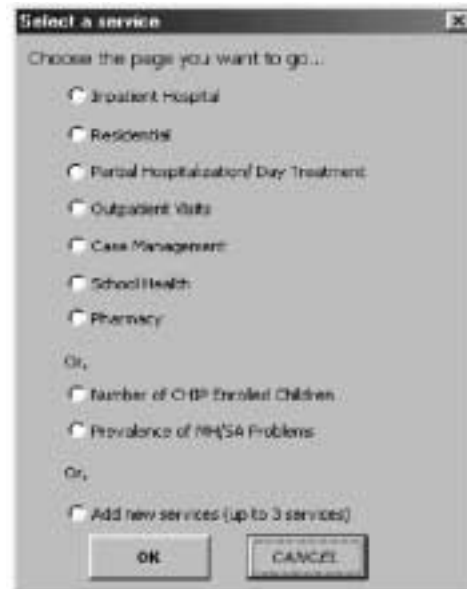 Select a service
Choose the page you want to go...
Inpatient Hospital
Residential
Partial Hospitalization/ Day Treatment
Outpatient Visits
Case Management
School Health
Pharmacy
Or,
Number of CHIP Enrolled Children
Prevalence of MH/SA Problems
Or,
Add new services (up to 3 services)
OK
CANCEL